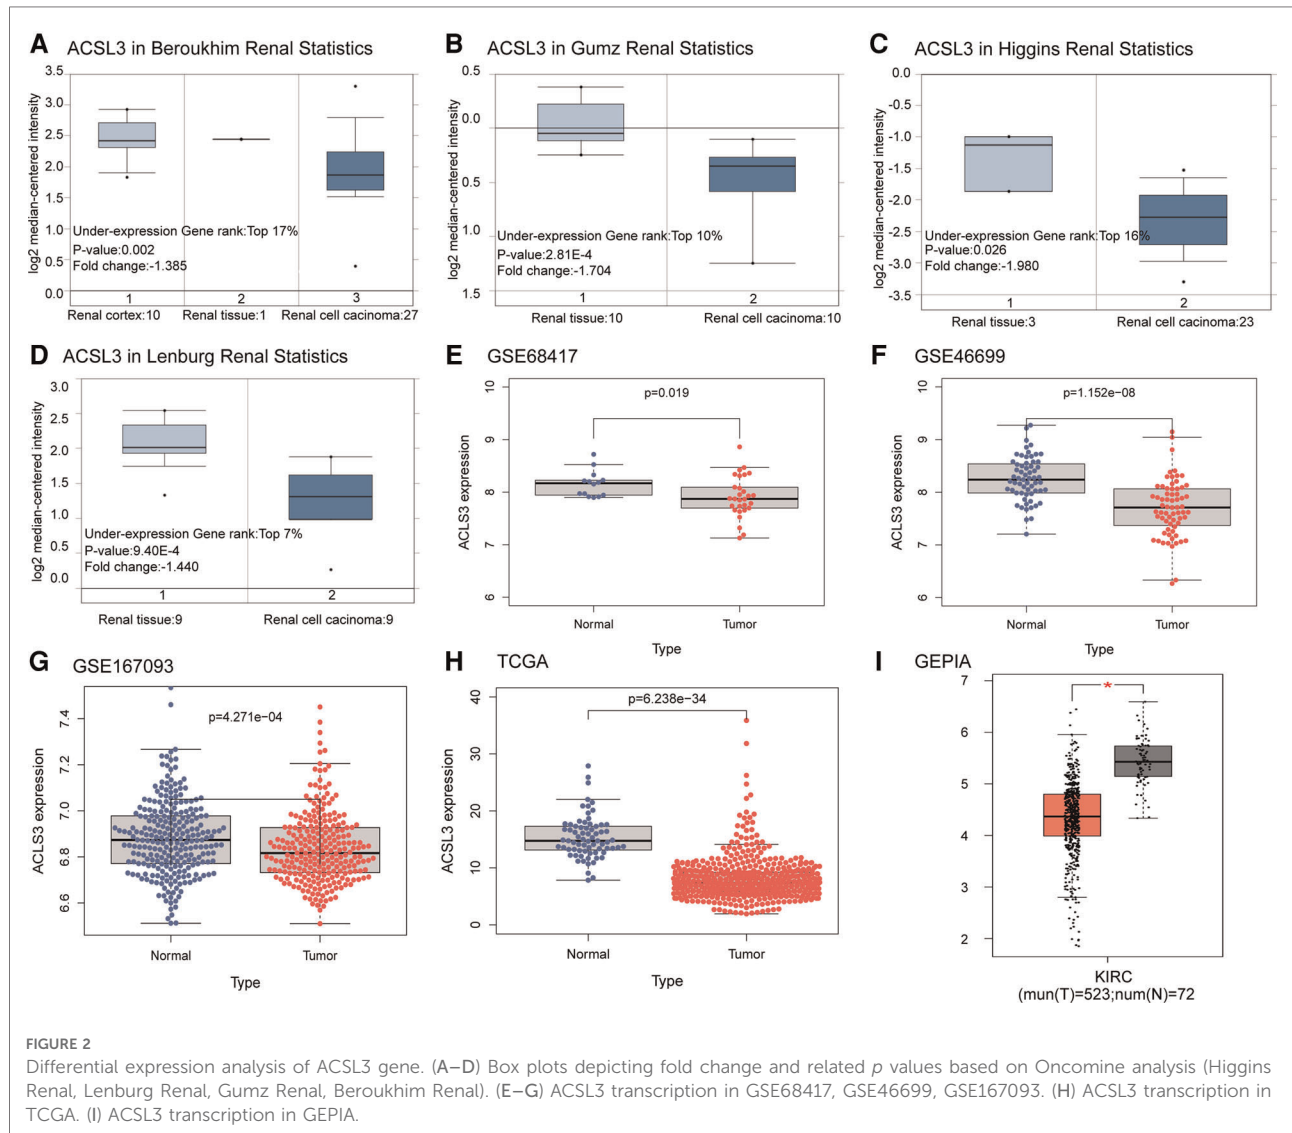 A ACSL3 in Beroukhim Renal Statistics
log2 median-centered intensity
3.5
3.0
2.5
2.0
1.5
1.0
0.5
0.0
Under-expression Gene rank:Top 17%
P-value:0.002
Fold change:-1.385
1 2 3
Renal cortex:10 Renal tissue:1 Renal cell cacinoma:27
B ACSL3 in Gumz Renal Statistics
log2 median-centered intensity
0.5
0.0
0.5
1.0
1.5
Under-expression Gene rank:Top 10%
P-value:2.81E-4
Fold change:-1.704
1 2
Renal tissue:10 Renal cell cacinoma:10
C ACSL3 in Higgins Renal Statistics
log2 median-centered intensity
0.0
-0.5
-1.0
-1.5
-2.0
-2.5
-3.0
-3.5
Under-expression Gene rank:Top 16%
P-value:0.026
Fold change:-1.980
1 2
Renal tissue:3 Renal cell cacinoma:23
D ACSL3 in Lenburg Renal Statistics
log2 median-centered intensity
3.0
2.5
2.0
1.5
1.0
0.5
0.0
Under-expression Gene rank:Top 7%
P-value:9.40E-4
Fold change:-1.440
1 2
Renal tissue:9 Renal cell cacinoma:9
E GSE68417
p=0.019
ACLS3 expression
10
9
8
7
6
Normal Tumor
Type
F GSE46699
p=1.152e−08
ACLS3 expression
10
9
8
7
6
Normal Tumor
Type
G GSE167093
p=4.271e−04
ACLS3 expression
7.4
7.2
7.0
6.8
6.6
Normal Tumor
Type
H TCGA
p=6.238e−34
ACSL3 expression
40
30
20
10
0
Normal Tumor
Type
I GEPIA
*
7
6
5
4
3
2
KIRC
(mun(T)=523;num(N)=72
FIGURE 2
Differential expression analysis of ACSL3 gene. (A–D) Box plots depicting fold change and related p values based on Oncomine analysis (Higgins
Renal, Lenburg Renal, Gumz Renal, Beroukhim Renal). (E–G) ACSL3 transcription in GSE68417, GSE46699, GSE167093. (H) ACSL3 transcription in
TCGA. (I) ACSL3 transcription in GEPIA.